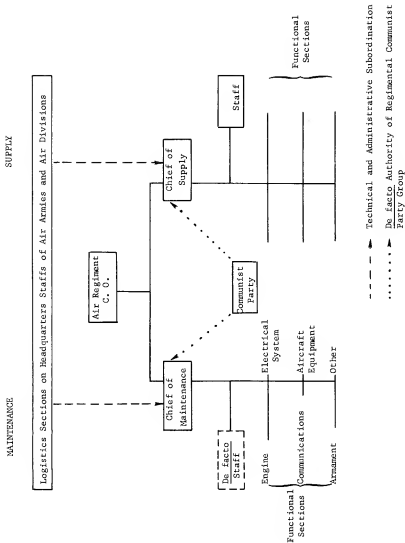 MAINTENANCE
SUPPLY
Logistics Sections on Headquarters Staffs of Air Armies and Air Divisions
Air Regiment
C. O.
Chief of
Maintenance
Chief of
Supply
Communist
Party
De facto
Staff
Staff
Engine
Electrical
System
Functional
Sections
Communications
Aircraft
Equipment
Armament
Other
Functional
Sections
Technical and Administrative Subordination
De facto Authority of Regimental Communist
Party Group